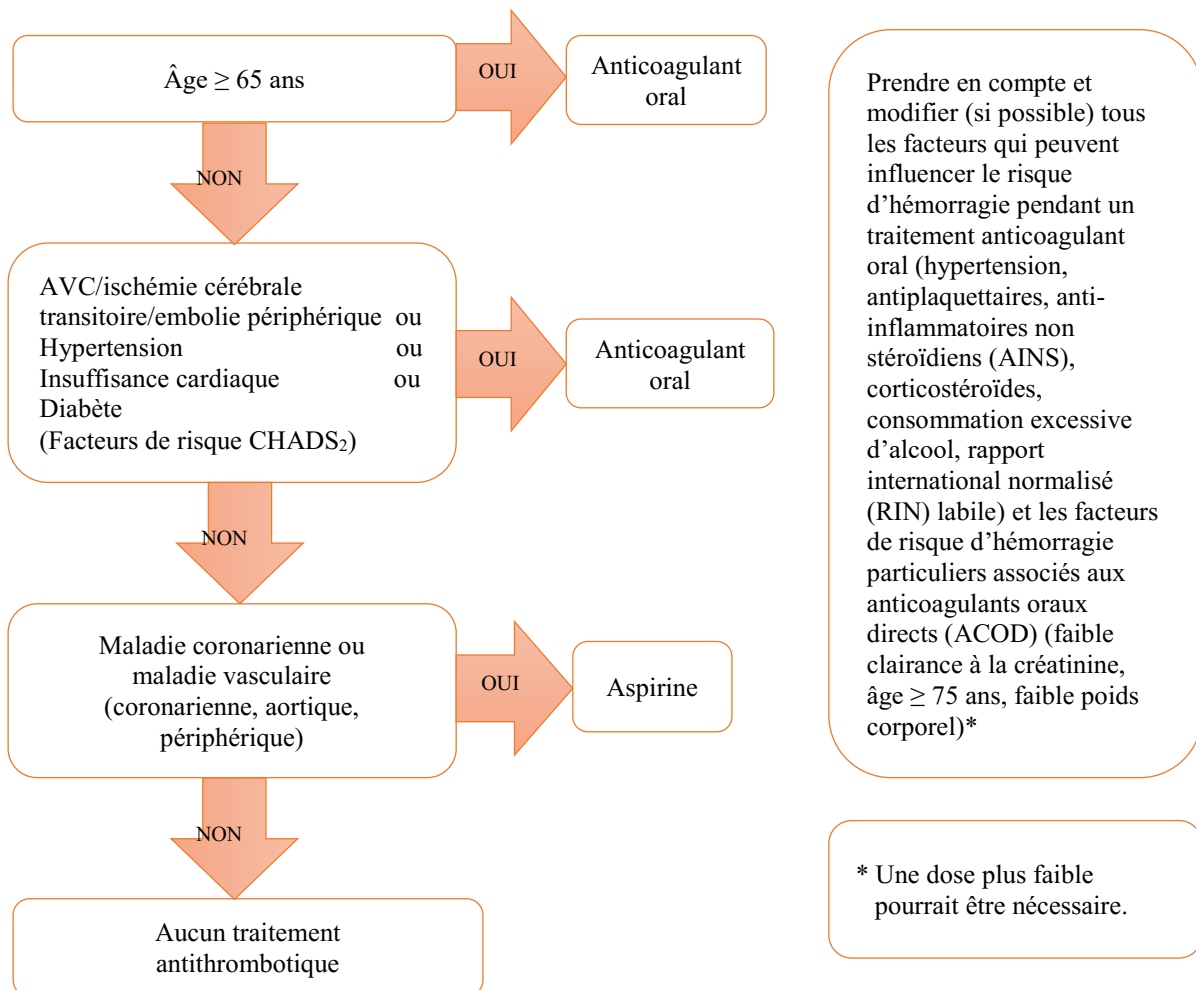 Âge ≥ 65 ans
OUI
Anticoagulant
oral
NON
AVC/ischémie cérébrale
transitoire/embolie périphérique ou
Hypertension ou
Insuffisance cardiaque ou
Diabète
(Facteurs de risque CHADS₂)
OUI
Anticoagulant
oral
NON
Maladie coronarienne ou
maladie vasculaire
(coronarienne, aortique,
périphérique)
OUI
Aspirine
NON
Aucun traitement
antithrombotique
Prendre en compte et
modifier (si possible) tous
les facteurs qui peuvent
influencer le risque
d’hémorragie pendant un
traitement anticoagulant
oral (hypertension,
antiplaquettaires, anti-
inflammatoires non
stéroïdiens (AINS),
corticostéroïdes,
consommation excessive
d’alcool, rapport
international normalisé
(RIN) labile) et les facteurs
de risque d’hémorragie
particuliers associés aux
anticoagulants oraux
directs (ACOD) (faible
clairance à la créatinine,
âge ≥ 75 ans, faible poids
corporel)*
* Une dose plus faible
pourrait être nécessaire.